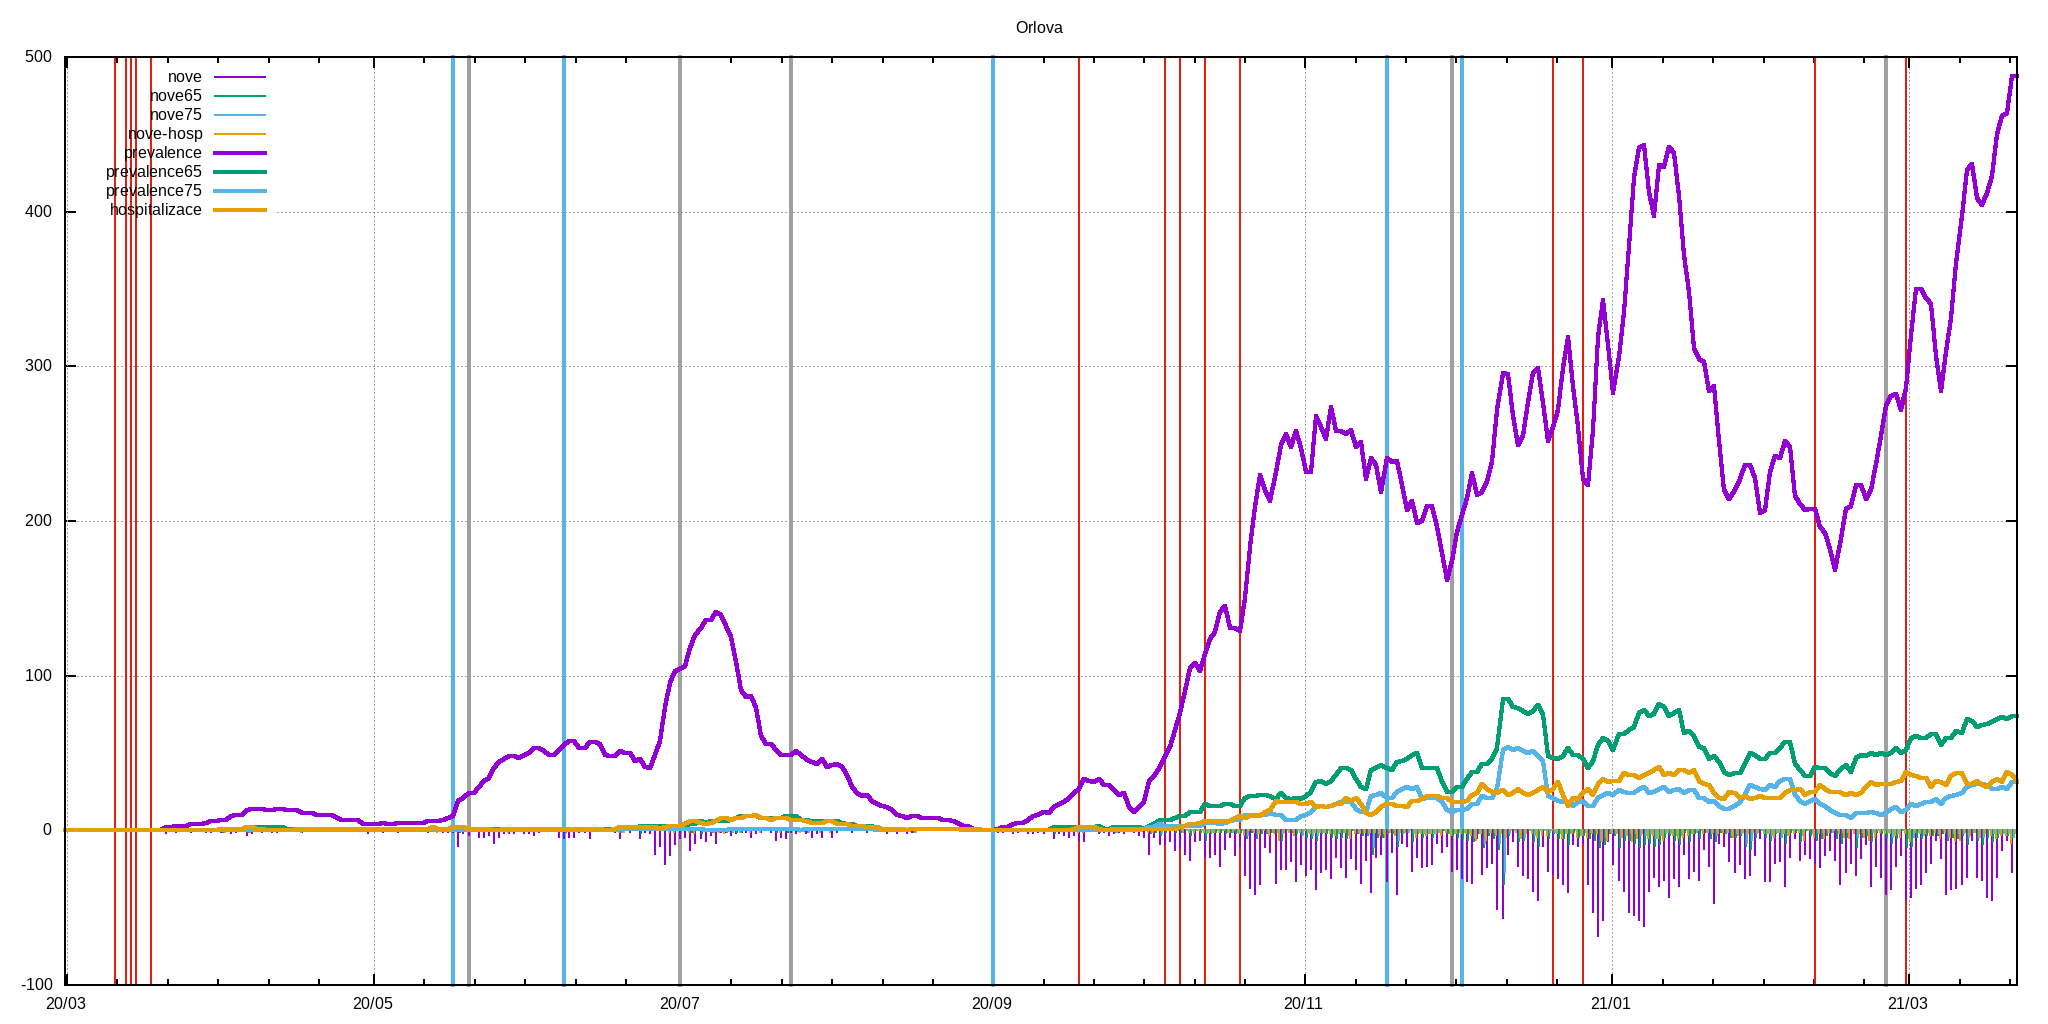 Orlova
500
400
300
200
100
0
-100
nove
nove65
nove75
nove-hosp
prevalence
prevalence65
prevalence75
hospitalizace
20/03 20/05 20/07 20/09 20/11 21/01 21/03